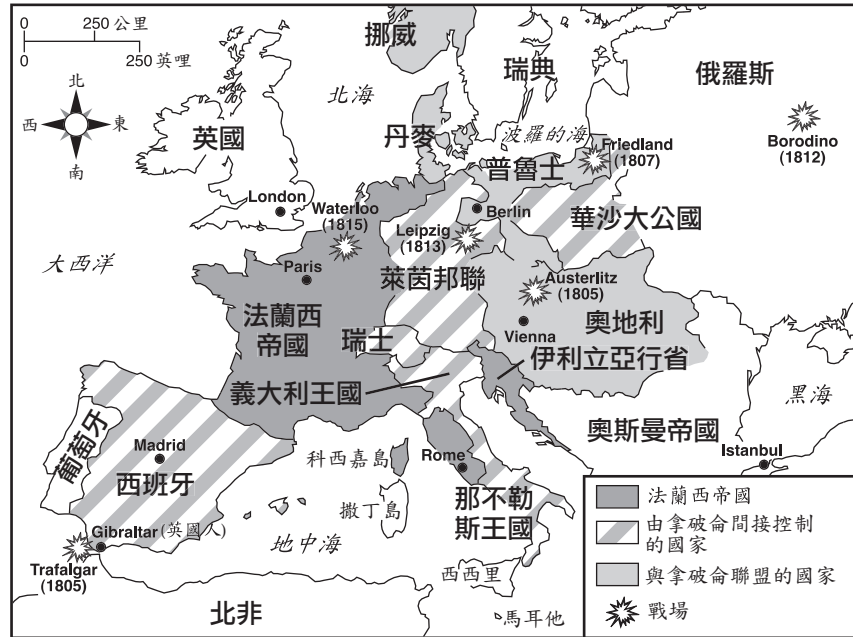 0 250 公里
0 250 英哩
北
西 東
南
挪威
瑞典
俄羅斯
北海
英國
丹麥
波羅的海
Friedland
(1807)
Borodino
(1812)
普魯士
London
Waterloo
(1815)
Berlin
Leipzig
(1813)
華沙大公國
大西洋
Paris
萊茵邦聯
Austerlitz
(1805)
法蘭西
帝國
瑞士
Vienna
奧地利
伊利立亞行省
義大利王國
黑海
葡萄牙
奧斯曼帝國
Madrid
西班牙
科西嘉島
Rome
Istanbul
撒丁島
那不勒
斯王國
Gibraltar (英國人)
地中海
Trafalgar
(1805)
西西里
北非
馬耳他
法蘭西帝國
由拿破侖間接控制
的國家
與拿破侖聯盟的國家
戰場